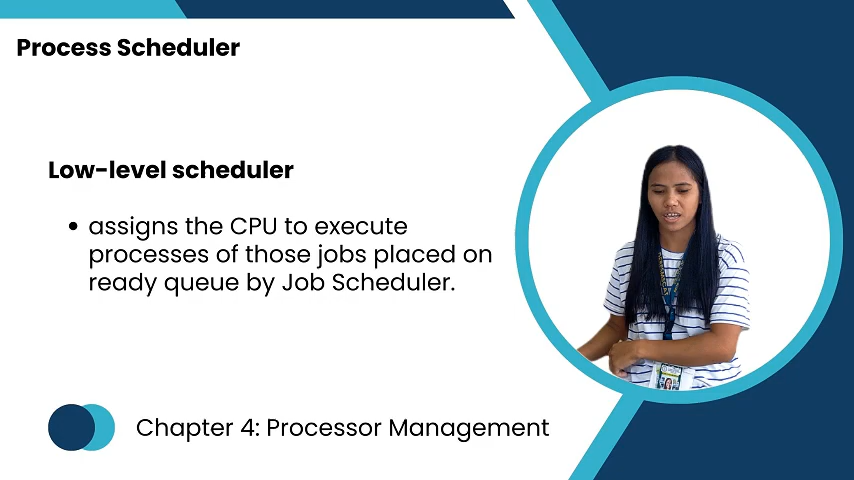 Process Scheduler
Low-level scheduler
• assigns the CPU to execute
processes of those jobs placed on
ready queue by Job Scheduler.
Chapter 4: Processor Management